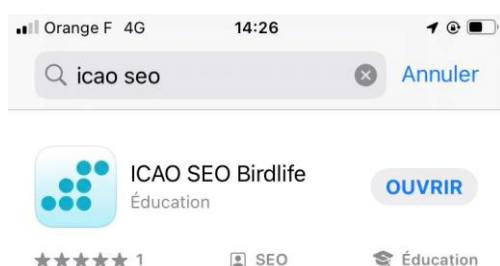 Orange F 4G 14:26
icao seo Annuler
ICAO SEO Birdlife
Éducation
OUVRIR
1 SEO Éducation